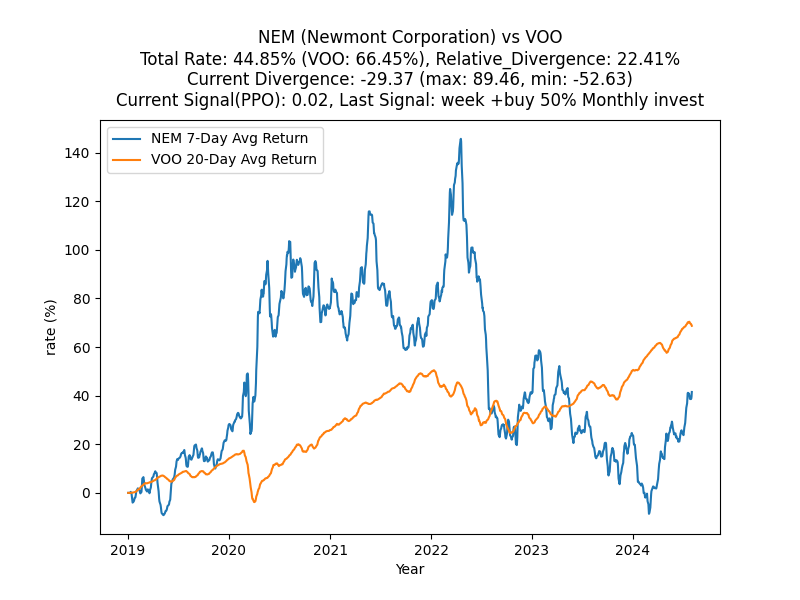 NEM (Newmont Corporation) vs VOO
Total Rate: 44.85% (VOO: 66.45%), Relative_Divergence: 22.41%
Current Divergence: -29.37 (max: 89.46, min: -52.63)
Current Signal(PPO): 0.02, Last Signal: week +buy 50% Monthly invest
NEM 7-Day Avg Return
VOO 20-Day Avg Return
140
120
100
80
60
40
20
0
rate (%)
2019 2020 2021 2022 2023 2024
Year